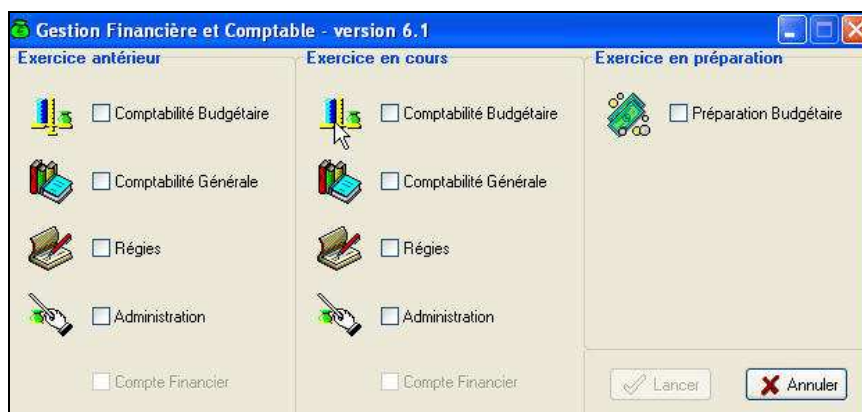 Gestion Financière et Comptable - version 6.1
Exercice antérieur
Comptabilité Budgétaire
Comptabilité Générale
Régies
Administration
Compte Financier
Exercice en cours
Comptabilité Budgétaire
Comptabilité Générale
Régies
Administration
Compte Financier
Exercice en préparation
Préparation Budgétaire
Lancer
Annuler